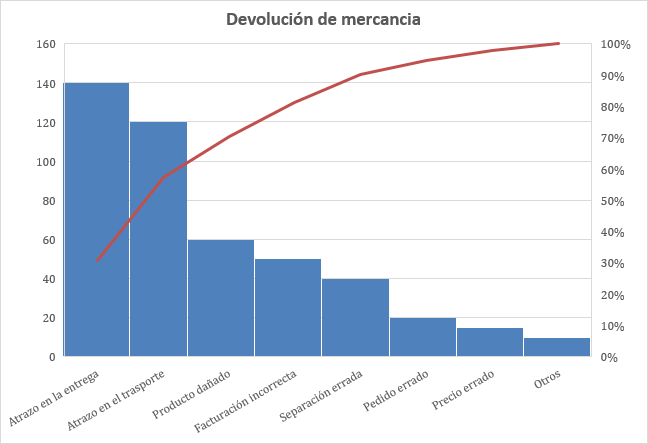 Devolución de mercancia
160
140
120
100
80
60
40
20
0
100%
90%
80%
70%
60%
50%
40%
30%
20%
10%
0%
Atrazo en la entrega
Atrazo en el trasporte
Producto dañado
Facturación incorrecta
Separación errada
Pedido errado
Precio errado
Otros